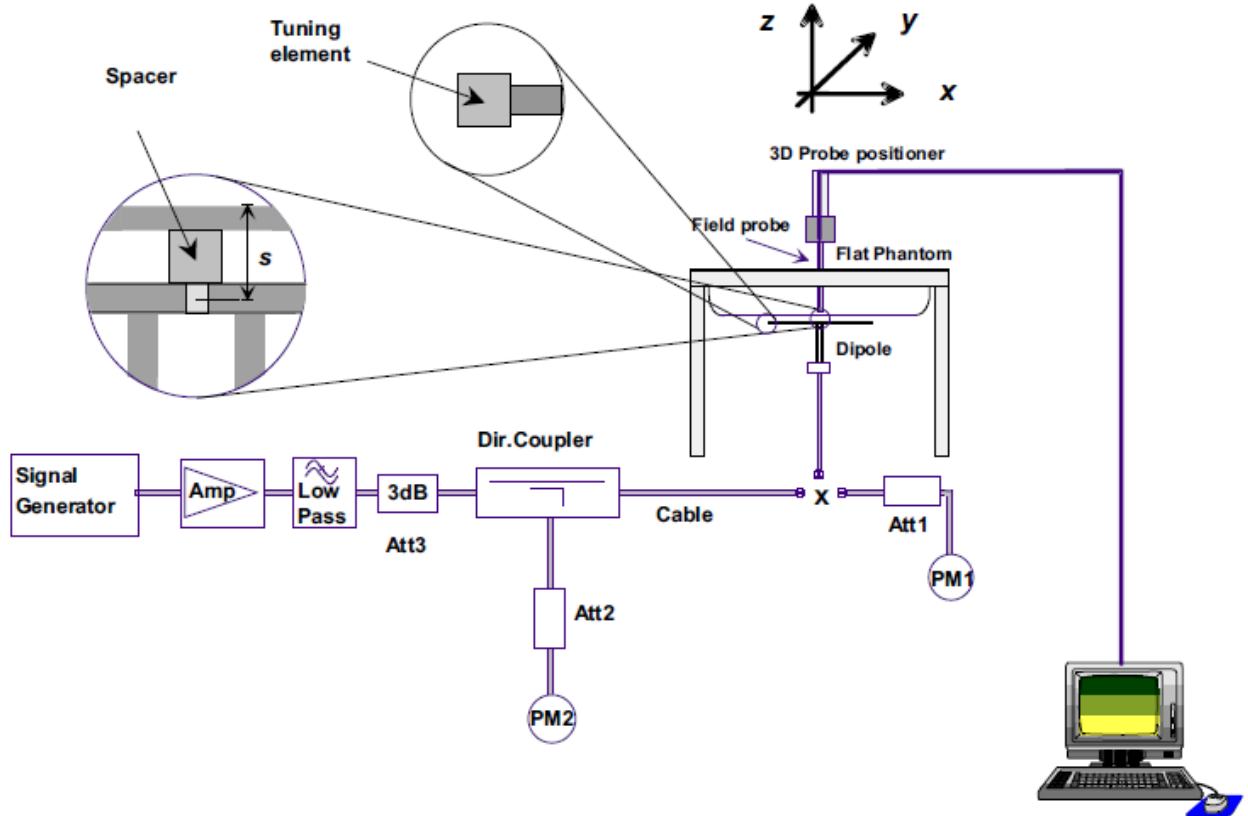 Tuning
element
Spacer
z
y
x
3D Probe positioner
Field probe
Flat Phantom
s
Dipole
Dir.Coupler
Signal
Generator
Amp
Low
Pass
3dB
Att3
Cable
x
Att1
PM1
Att2
PM2